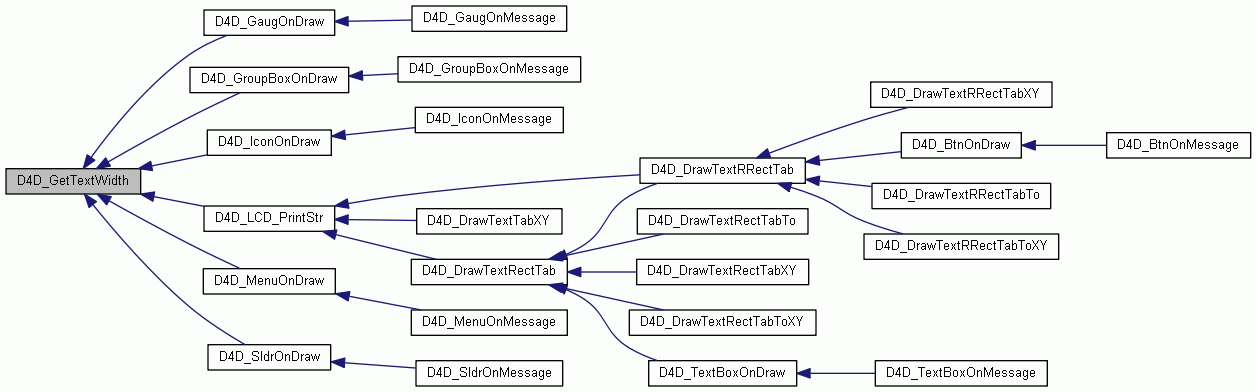 D4D_GaugOnDraw
D4D_GaugOnMessage
D4D_GroupBoxOnDraw
D4D_GroupBoxOnMessage
D4D_DrawTextRRectTabXY
D4D_IconOnDraw
D4D_IconOnMessage
D4D_BtnOnDraw
D4D_BtnOnMessage
D4D_GetTextWidth
D4D_DrawTextRRectTab
D4D_DrawTextRRectTabTo
D4D_LCD_PrintStr
D4D_DrawTextTabXY
D4D_DrawTextRectTabTo
D4D_DrawTextRRectTabToXY
D4D_DrawTextRectTab
D4D_DrawTextRectTabXY
D4D_MenuOnDraw
D4D_MenuOnMessage
D4D_DrawTextRectTabToXY
D4D_SldrOnDraw
D4D_SldrOnMessage
D4D_TextBoxOnDraw
D4D_TextBoxOnMessage